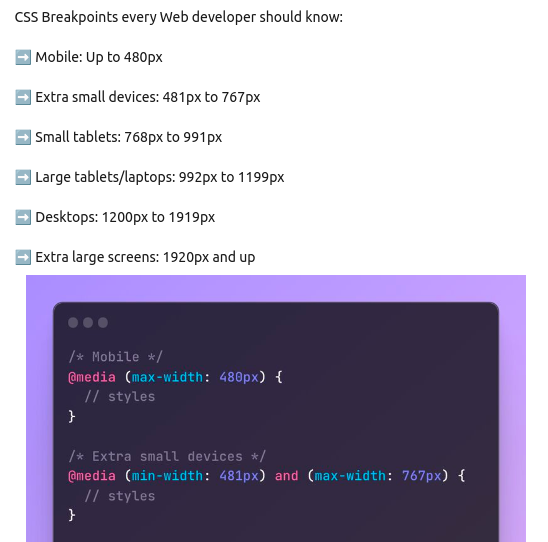 CSS Breakpoints every Web developer should know:
➡️ Mobile: Up to 480px
➡️ Extra small devices: 481px to 767px
➡️ Small tablets: 768px to 991px
➡️ Large tablets/laptops: 992px to 1199px
➡️ Desktops: 1200px to 1919px
➡️ Extra large screens: 1920px and up
/* Mobile */
@media (max-width: 480px) {
  // styles
}
/* Extra small devices */
@media (min-width: 481px) and (max-width: 767px) {
  // styles
}